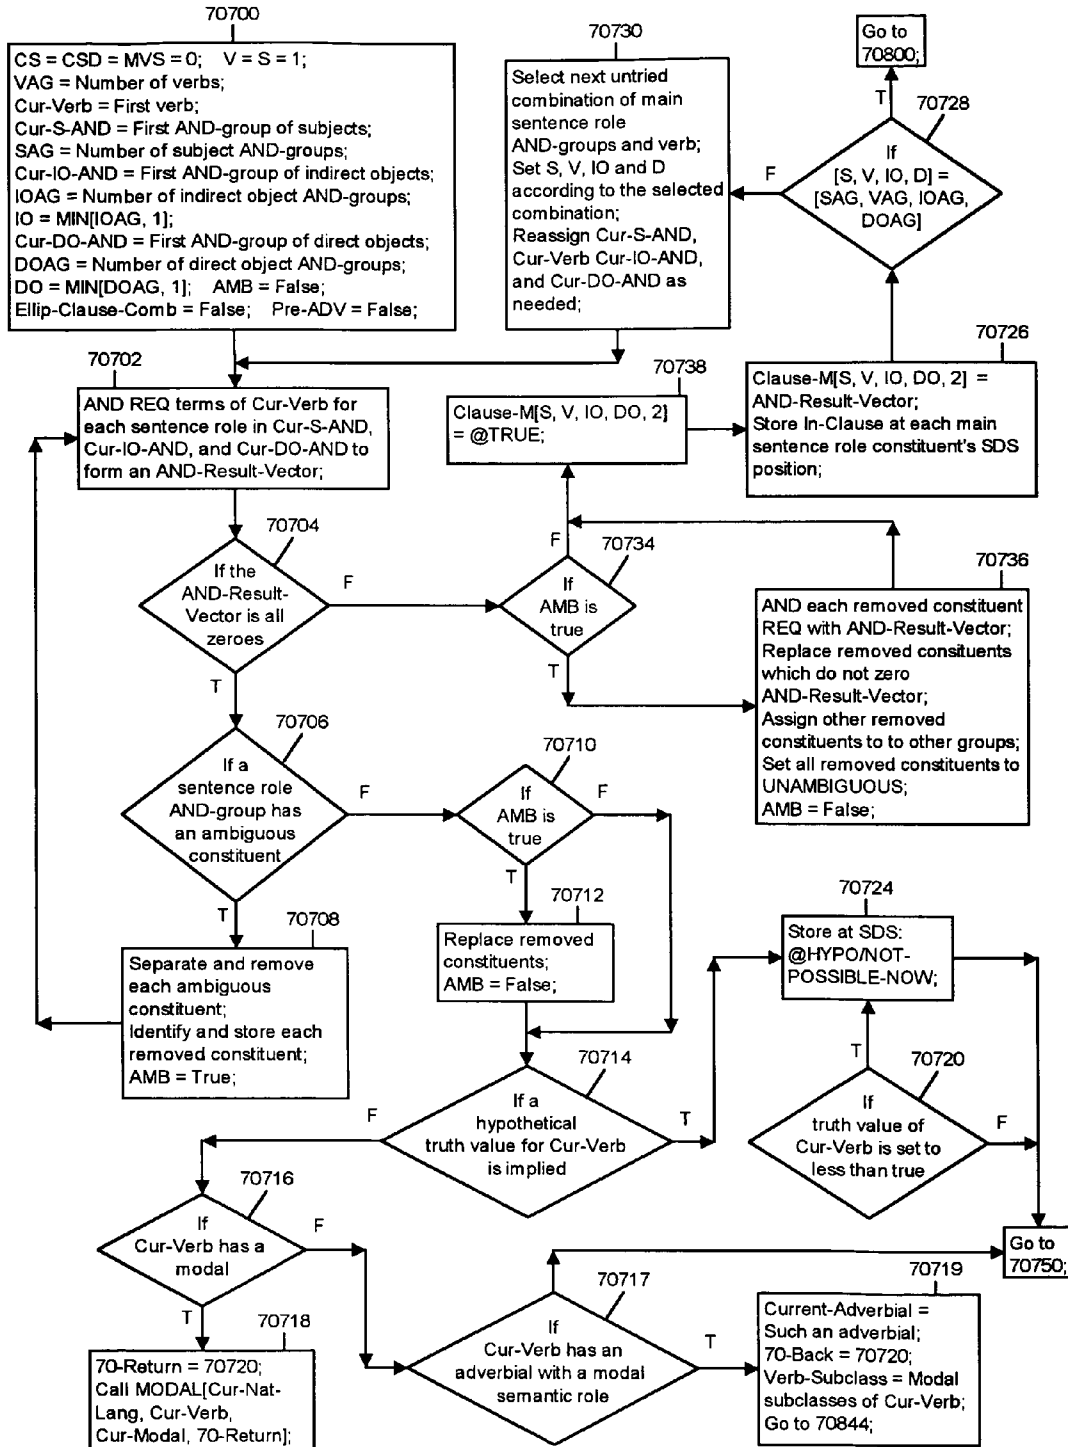 70700
CS = CSD = MVS = 0; V = S = 1;
VAG = Number of verbs;
Cur-Verb = First verb;
Cur-S-AND = First AND-group of subjects;
SAG = Number of subject AND-groups;
Cur-IO-AND = First AND-group of indirect objects;
IOAG = Number of indirect object AND-groups;
IO = MIN[IOAG, 1];
Cur-DO-AND = First AND-group of direct objects;
DOAG = Number of direct object AND-groups;
DO = MIN[DOAG, 1]; AMB = False;
Ellip-Clause-Comb = False; Pre-ADV = False;
70730
Select next untried
combination of main
sentence role
AND-groups and verb;
Set S, V, IO and D
according to the selected
combination;
Reassign Cur-S-AND,
Cur-Verb Cur-IO-AND,
and Cur-DO-AND as
needed;
Go to
70800;
T
70728
If
[S, V, IO, D] =
[SAG, VAG, IOAG,
DOAG]
F
70726
Clause-M[S, V, IO, DO, 2] =
AND-Result-Vector;
Store In-Clause at each main
sentence role constituent's SDS
position;
70738
Clause-M[S, V, IO, DO, 2]
= @TRUE;
70702
AND REQ terms of Cur-Verb for
each sentence role in Cur-S-AND,
Cur-IO-AND, and Cur-DO-AND to
form an AND-Result-Vector;
70704
If the
AND-Result-
Vector is all
zeroes
F
T
70734
F
If
AMB is
true
T
70736
AND each removed constituent
REQ with AND-Result-Vector;
Replace removed consituents
which do not zero
AND-Result-Vector;
Assign other removed
constituents to to other groups;
Set all removed constituents to
UNAMBIGUOUS;
AMB = False;
70706
If a
sentence role
AND-group has
an ambiguous
constituent
F
T
70710
If
AMB is
true
F
T
70708
Separate and remove
each ambiguous
constituent;
Identify and store each
removed constituent;
AMB = True;
70712
Replace removed
constituents;
AMB = False;
70724
Store at SDS:
@HYPO/NOT-
POSSIBLE-NOW;
70714
If a
hypothetical
truth value for Cur-Verb
is implied
F
T
70720
T
If
truth value of
Cur-Verb is set to
less than true
F
70716
If
Cur-Verb has a
modal
F
T
70718
70-Return = 70720;
Call MODAL[Cur-Nat-
Lang, Cur-Verb,
Cur-Modal, 70-Return];
70717
If
Cur-Verb has an
adverbial with a modal
semantic role
T
Go to
70750;
70719
Current-Adverbial =
Such an adverbial;
70-Back = 70720;
Verb-Subclass = Modal
subclasses of Cur-Verb;
Go to 70844;